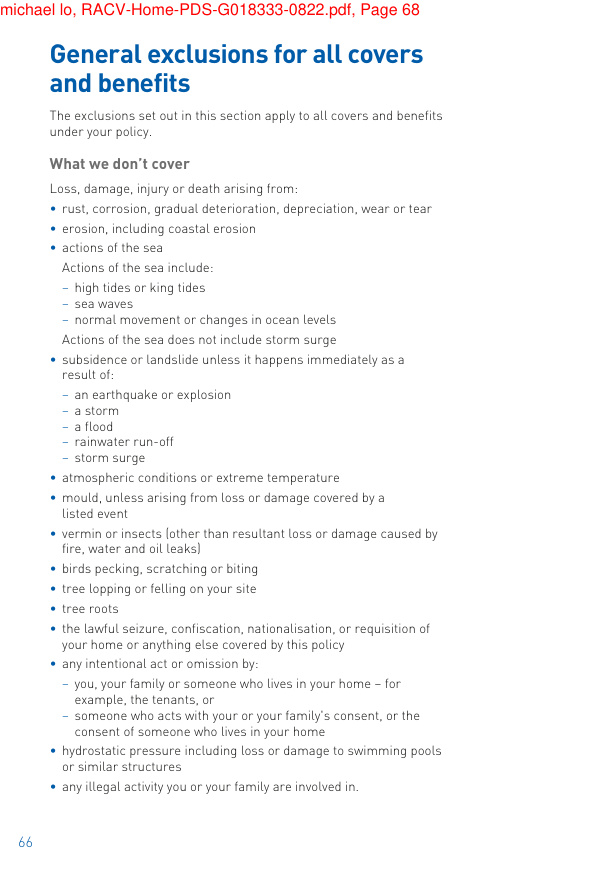 michael lo, RACV-Home-PDS-G018333-0822.pdf, Page 68
General exclusions for all covers
and benefits
The exclusions set out in this section apply to all covers and benefits
under your policy.
What we don't cover
Loss, damage, injury or death arising from:
• rust, corrosion, gradual deterioration, depreciation, wear or tear
• erosion, including coastal erosion
• actions of the sea
Actions of the sea include:
– high tides or king tides
– sea waves
– normal movement or changes in ocean levels
Actions of the sea does not include storm surge
• subsidence or landslide unless it happens immediately as a
result of:
– an earthquake or explosion
– a storm
– a flood
– rainwater run-off
– storm surge
• atmospheric conditions or extreme temperature
• mould, unless arising from loss or damage covered by a
listed event
• vermin or insects (other than resultant loss or damage caused by
fire, water and oil leaks)
• birds pecking, scratching or biting
• tree lopping or felling on your site
• tree roots
• the lawful seizure, confiscation, nationalisation, or requisition of
your home or anything else covered by this policy
• any intentional act or omission by:
– you, your family or someone who lives in your home – for
example, the tenants, or
– someone who acts with your or your family's consent, or the
consent of someone who lives in your home
• hydrostatic pressure including loss or damage to swimming pools
or similar structures
• any illegal activity you or your family are involved in.
66